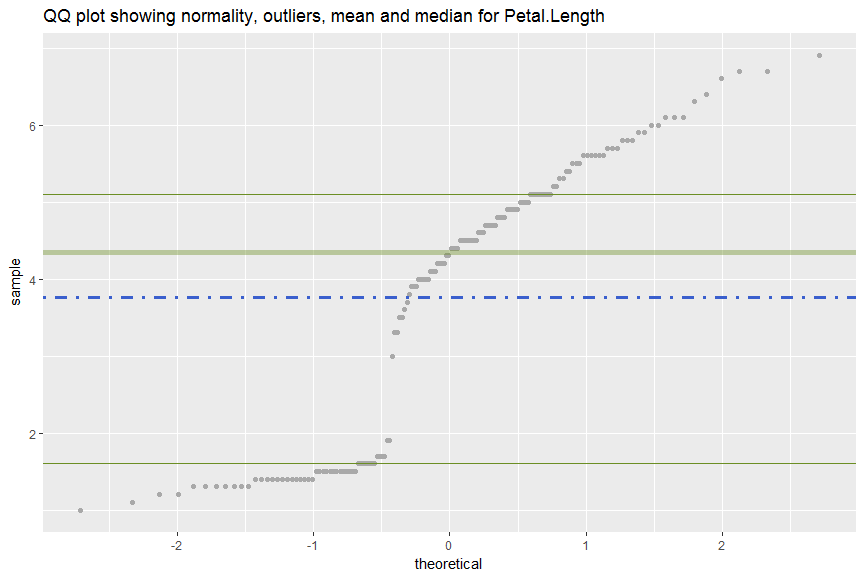 QQ plot showing normality, outliers, mean and median for Petal.Length
sample
6
4
2
-2
-1
0
1
2
theoretical